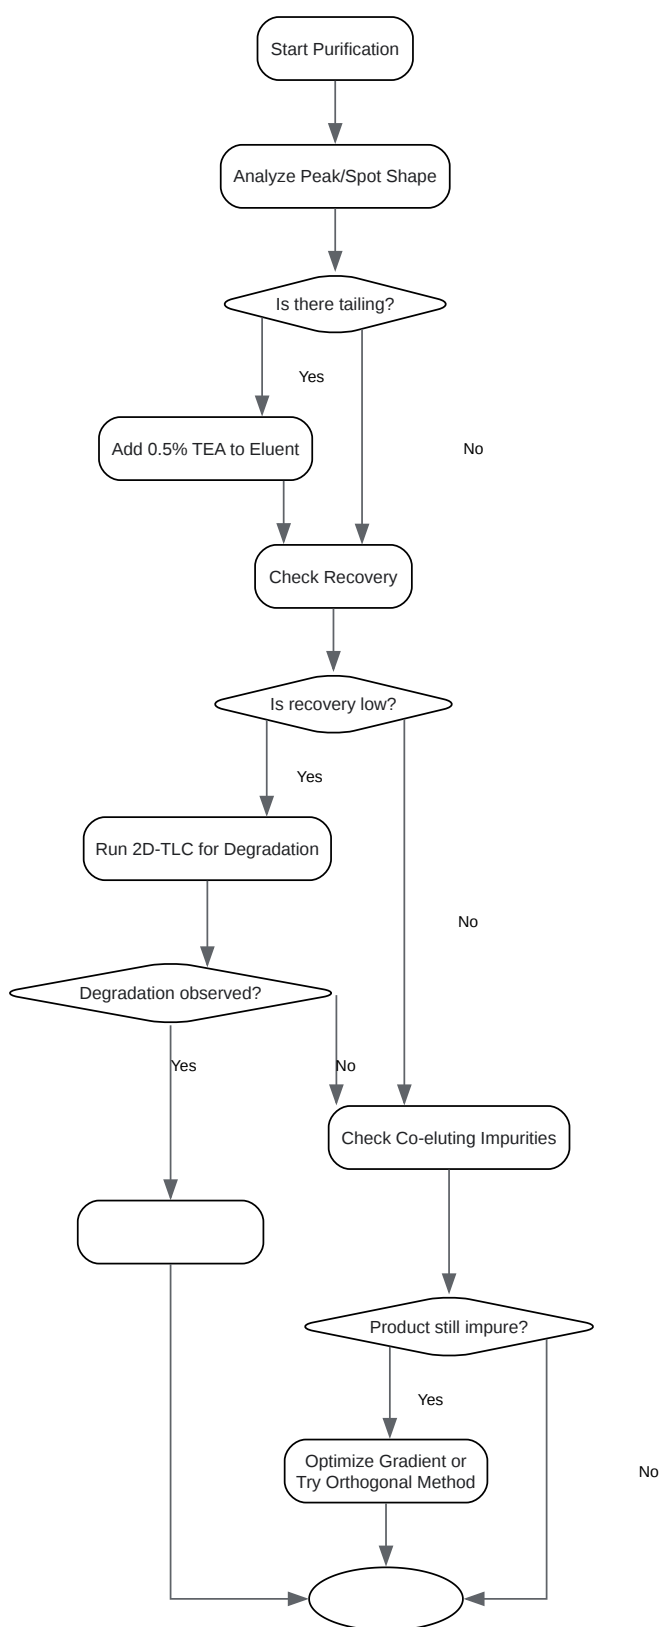 Start Purification
Analyze Peak/Spot Shape
Is there tailing?
Yes
Add 0.5% TEA to Eluent
No
Check Recovery
Is recovery low?
Yes
Run 2D-TLC for Degradation
No
Degradation observed?
Yes
No
Check Co-eluting Impurities
Product still impure?
Yes
Optimize Gradient or
Try Orthogonal Method
No